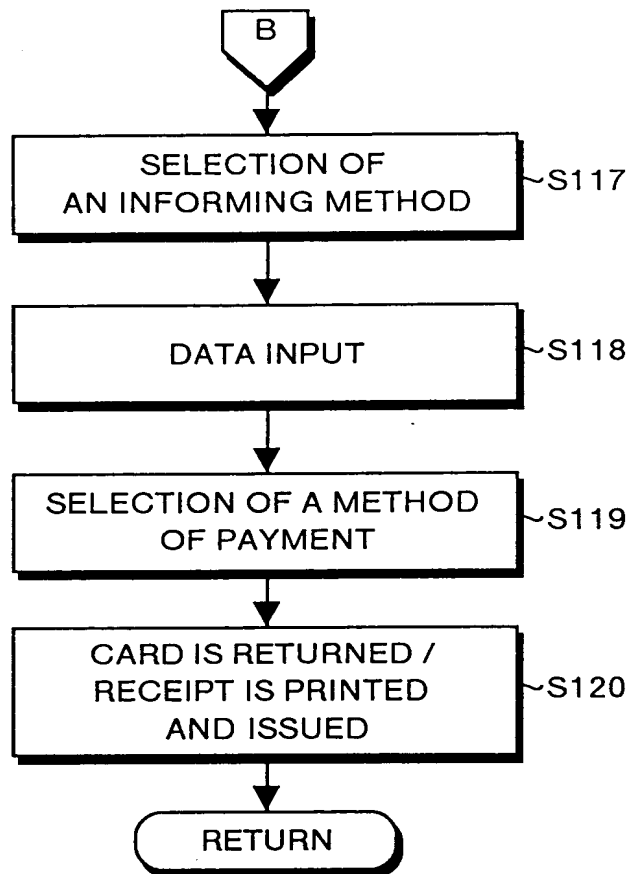 B
SELECTION OF
AN INFORMING METHOD
S117
DATA INPUT
S118
SELECTION OF A METHOD
OF PAYMENT
S119
CARD IS RETURNED /
RECEIPT IS PRINTED
AND ISSUED
S120
RETURN